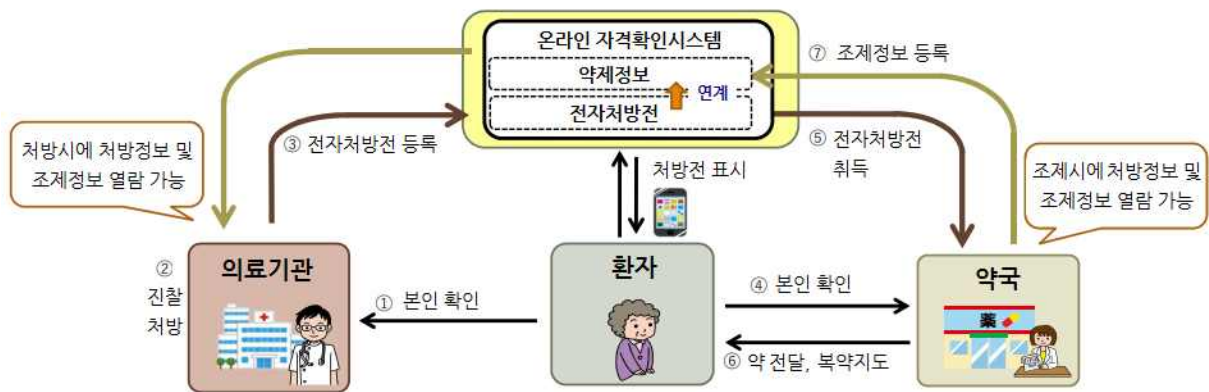 온라인 자격확인시스템
약제정보
연계
전자처방전
⑦ 조제정보 등록
③ 전자처방전 등록
⑤ 전자처방전
취득
처방시에 처방정보 및
조제정보 열람 가능
처방전 표시
조제시에 처방정보 및
조제정보 열람 가능
의료기관
②
진찰
처방
① 본인 확인
환자
④ 본인 확인
⑥ 약 전달, 복약지도
약국
薬